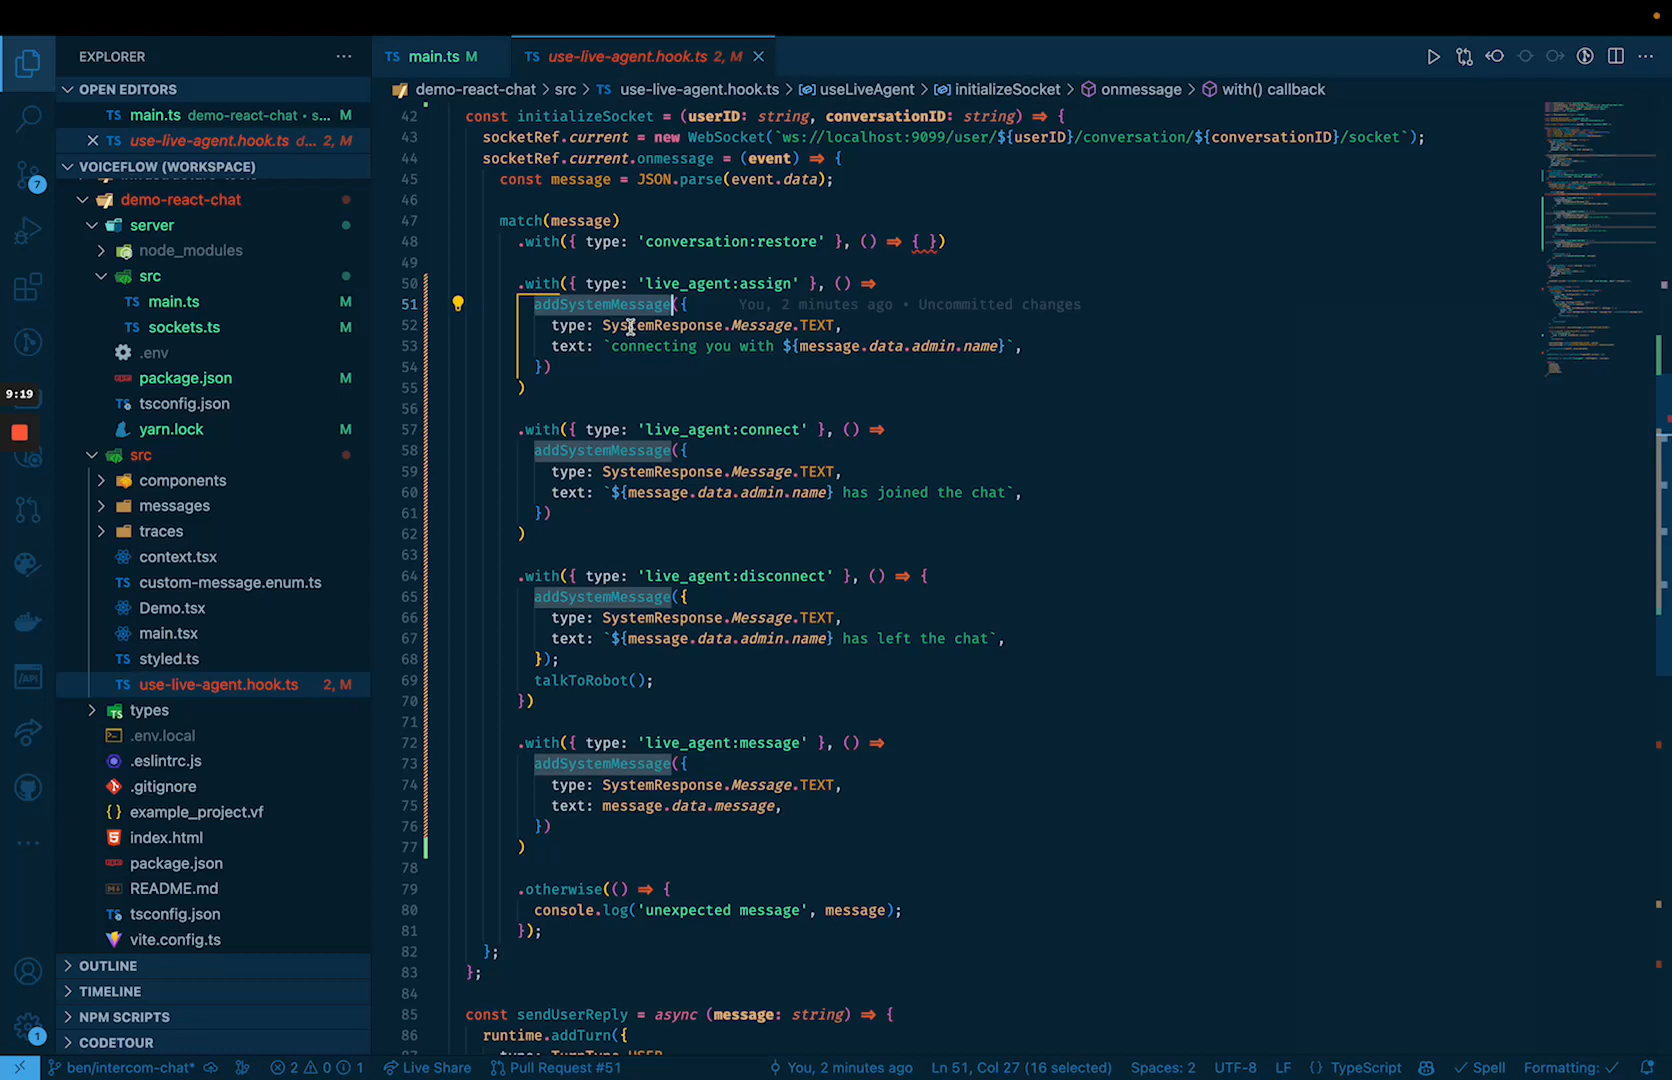 EXPLORER
OPEN EDITORS
main.ts demo-react-chat • s... M
use-live-agent.hook.ts d... 2, M
VOICEFLOW (WORKSPACE)
demo-react-chat
server
node_modules
src
main.ts M
sockets.ts M
.env
package.json M
tsconfig.json
yarn.lock M
src
components
messages
traces
context.tsx
custom-message.enum.ts
Demo.tsx
main.tsx
styled.ts
use-live-agent.hook.ts 2, M
types
.env.local
.eslintrc.js
.gitignore
example_project.vf
index.html
package.json
README.md
tsconfig.json
vite.config.ts
OUTLINE
TIMELINE
NPM SCRIPTS
CODETOUR
7
9:19
/API
1
TS main.ts M
TS use-live-agent.hook.ts 2, M
demo-react-chat > src > TS use-live-agent.hook.ts > useLiveAgent > initializeSocket > onmessage > with() callback
42 const initializeSocket = (userID: string, conversationID: string) => {
43 socketRef.current = new WebSocket(`ws://localhost:9099/user/${userID}/conversation/${conversationID}/socket`);
44 socketRef.current.onmessage = (event) => {
45 const message = JSON.parse(event.data);
46
47 match(message)
48 .with({ type: 'conversation:restore' }, () => { })
49
50 .with({ type: 'live_agent:assign' }, () =>
51 addSystemMessage({ You, 2 minutes ago • Uncommitted changes
52 type: SystemResponse.Message.TEXT,
53 text: `connecting you with ${message.data.admin.name}`,
54 })
55 )
56
57 .with({ type: 'live_agent:connect' }, () =>
58 addSystemMessage({
59 type: SystemResponse.Message.TEXT,
60 text: `${message.data.admin.name} has joined the chat`,
61 })
62 )
63
64 .with({ type: 'live_agent:disconnect' }, () => {
65 addSystemMessage({
66 type: SystemResponse.Message.TEXT,
67 text: `${message.data.admin.name} has left the chat`,
68 });
69 talkToRobot();
70 })
71
72 .with({ type: 'live_agent:message' }, () =>
73 addSystemMessage({
74 type: SystemResponse.Message.TEXT,
75 text: message.data.message,
76 })
77 )
78
79 .otherwise(() => {
80 console.log('unexpected message', message);
81 });
82 };
83 };
84
85 const sendUserReply = async (message: string) => {
86 runtime.addTurn({
87 type: TurnType.USER
ben/intercom-chat* 2 0 1 Live Share Pull Request #51 You, 2 minutes ago Ln 51, Col 27 (16 selected) Spaces: 2 UTF-8 LF { } TypeScript Spell Formatting: ✓